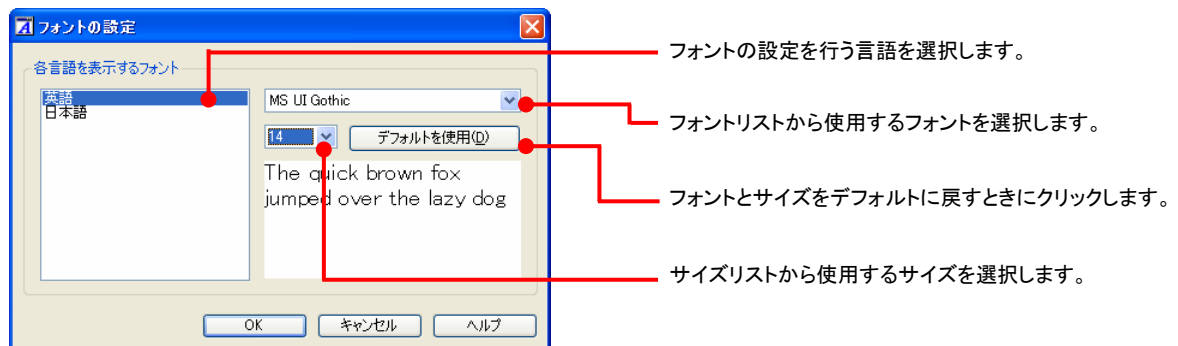 フォントの設定
各言語を表示するフォント
英語
日本語
MS UI Gothic
14
デフォルトを使用(D)
The quick brown fox
jumped over the lazy dog
OK
キャンセル
ヘルプ
フォントの設定を行う言語を選択します。
フォントリストから使用するフォントを選択します。
フォントとサイズをデフォルトに戻すときにクリックします。
サイズリストから使用するサイズを選択します。